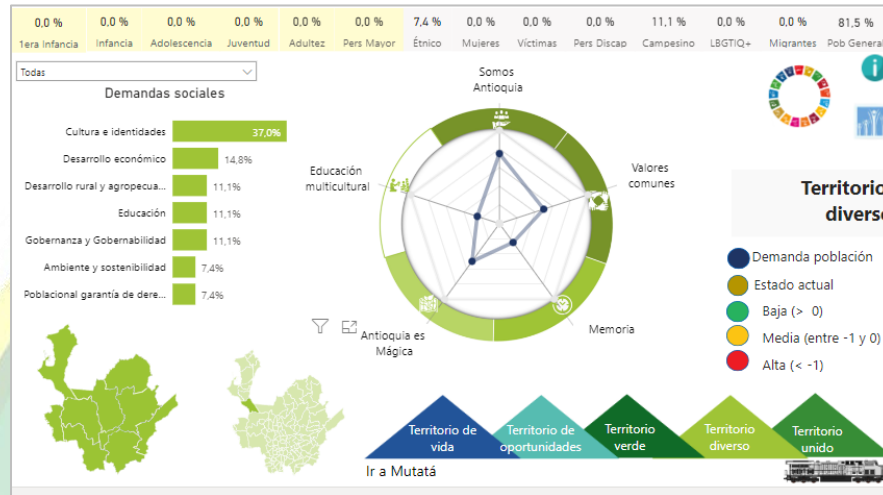 0,0 % 0,0 % 0,0 % 0,0 % 0,0 % 0,0 % 7,4 % 0,0 % 0,0 % 0,0 % 11,1 % 0,0 % 0,0 % 81,5 %
1era Infancia Infancia Adolescencia Juventud Adultez Pers Mayor Étnico Mujeres Víctimas Pers Discap Campesino LBGTIQ+ Migrantes Pob General
Todas
Demandas sociales
Cultura e identidades 37,0%
Desarrollo económico 14,8%
Desarrollo rural y agropecua... 11,1%
Educación 11,1%
Gobernanza y Gobernabilidad 11,1%
Ambiente y sostenibilidad 7,4%
Poblacional garantía de dere... 7,4%
Somos
Antioquia
Valores
comunes
Memoria
Antioquia es
Mágica
Educación
multicultural
Territorio
diverso
Demanda población
Estado actual
Baja (> 0)
Media (entre -1 y 0)
Alta (< -1)
Territorio de
vida
Territorio de
oportunidades
Territorio
verde
Territorio
diverso
Territorio
unido
Ir a Mutatá